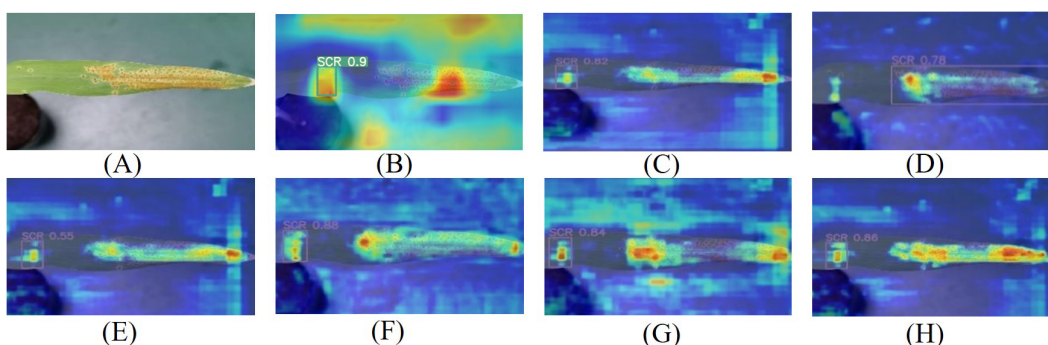 SCR 0.9
SCR 0.82
SCR 0.78
(A)
(B)
(C)
(D)
SCR 0.55
SCR 0.88
SCR 0.84
SCR 0.86
(E)
(F)
(G)
(H)